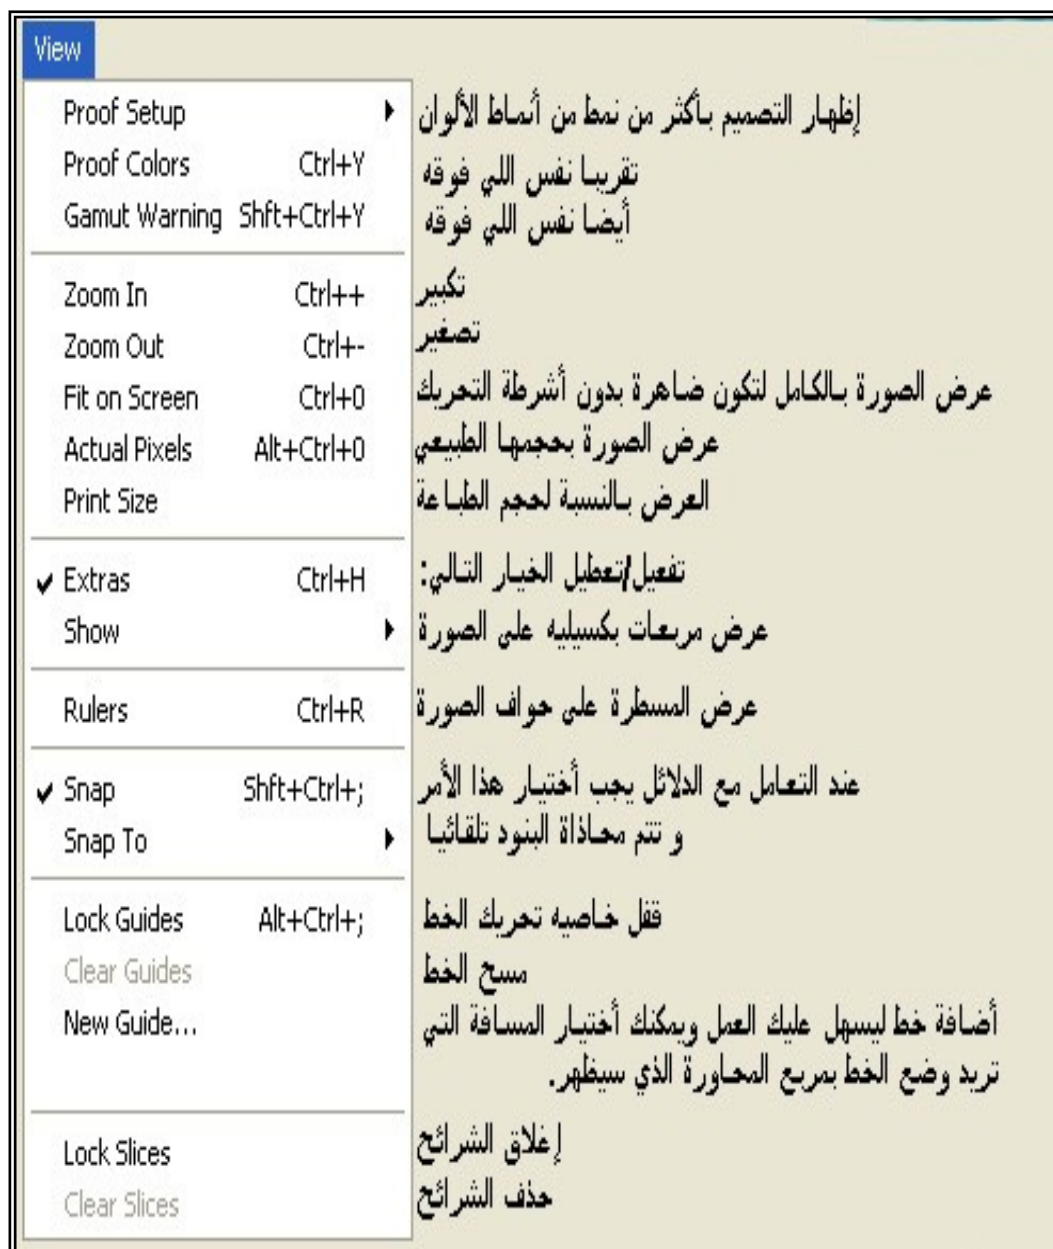 View
Proof Setup إظهار التصميم بأكثر من نمط من أنماط الألوان
Proof Colors Ctrl+Y تقريبا نفس اللي فوقه
Gamut Warning Shft+Ctrl+Y أيضا نفس اللي فوقه
Zoom In Ctrl++ تكبير
Zoom Out Ctrl+- تصغير
Fit on Screen Ctrl+0 عرض الصورة بالكامل لتكون ضاهرة بدون أشرطة التحريك
Actual Pixels Alt+Ctrl+0 عرض الصورة بحجمها الطبيعي
Print Size العرض بالنسبة لحجم الطباعة
Extras Ctrl+H تفعيل/تعطيل الخيار التالي:
Show عرض مربعات بكسيليه على الصورة
Rulers Ctrl+R عرض المسطرة على حواف الصورة
Snap Shft+Ctrl+; عند التعامل مع الدلائل يجب أختيار هذا الأمر
Snap To و تتم محاذاة البنود تلقائيا
Lock Guides Alt+Ctrl+; قفل خاصيه تحريك الخط
Clear Guides مسح الخط
New Guide... أضافة خط ليسهل عليك العمل ويمكنك أختيار المسافة التي
تريد وضع الخط بمربع المحاورة الذي سيظهر.
Lock Slices إغلاق الشرائح
Clear Slices حذف الشرائح